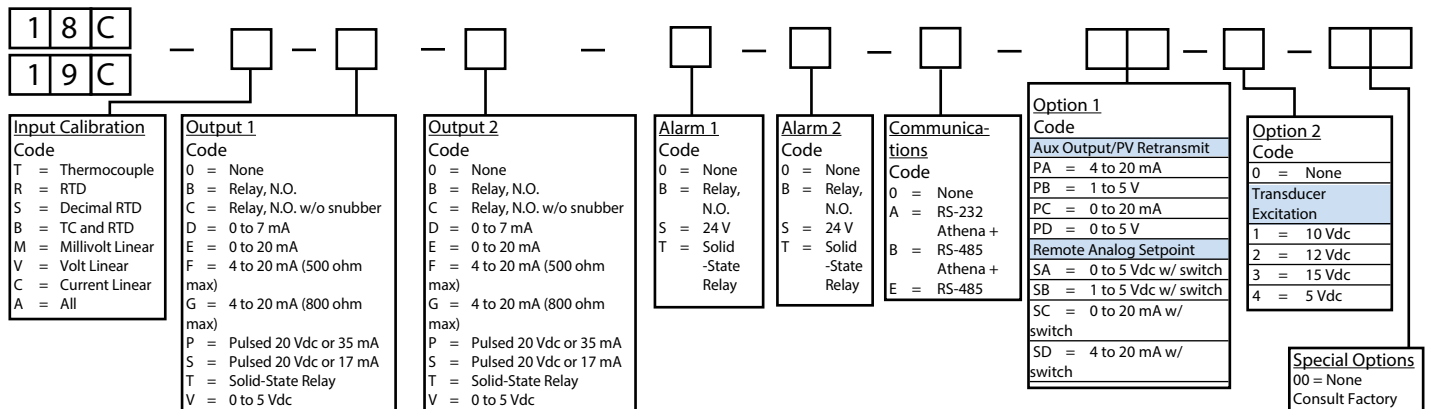 18C
19C
Input Calibration
Code
T = Thermocouple
R = RTD
S = Decimal RTD
B = TC and RTD
M = Millivolt Linear
V = Volt Linear
C = Current Linear
A = All
Output 1
Code
0 = None
B = Relay, N.O.
C = Relay, N.O. w/o snubber
D = 0 to 7 mA
E = 0 to 20 mA
F = 4 to 20 mA (500 ohm
max)
G = 4 to 20 mA (800 ohm
max)
P = Pulsed 20 Vdc or 35 mA
S = Pulsed 20 Vdc or 17 mA
T = Solid-State Relay
V = 0 to 5 Vdc
Output 2
Code
0 = None
B = Relay, N.O.
C = Relay, N.O. w/o snubber
D = 0 to 7 mA
E = 0 to 20 mA
F = 4 to 20 mA (500 ohm
max)
G = 4 to 20 mA (800 ohm
max)
P = Pulsed 20 Vdc or 35 mA
S = Pulsed 20 Vdc or 17 mA
T = Solid-State Relay
V = 0 to 5 Vdc
Alarm 1
Code
0 = None
B = Relay,
N.O.
S = 24 V
T = Solid
-State
Relay
Alarm 2
Code
0 = None
B = Relay,
N.O.
S = 24 V
T = Solid
-State
Relay
Communica-
tions
Code
0 = None
A = RS-232
Athena +
B = RS-485
Athena +
E = RS-485
Option 1
Code
Aux Output/PV Retransmit
PA = 4 to 20 mA
PB = 1 to 5 V
PC = 0 to 20 mA
PD = 0 to 5 V
Remote Analog Setpoint
SA = 0 to 5 Vdc w/ switch
SB = 1 to 5 Vdc w/ switch
SC = 0 to 20 mA w/
switch
SD = 4 to 20 mA w/
switch
Option 2
Code
0 = None
Transducer
Excitation
1 = 10 Vdc
2 = 12 Vdc
3 = 15 Vdc
4 = 5 Vdc
Special Options
00 = None
Consult Factory